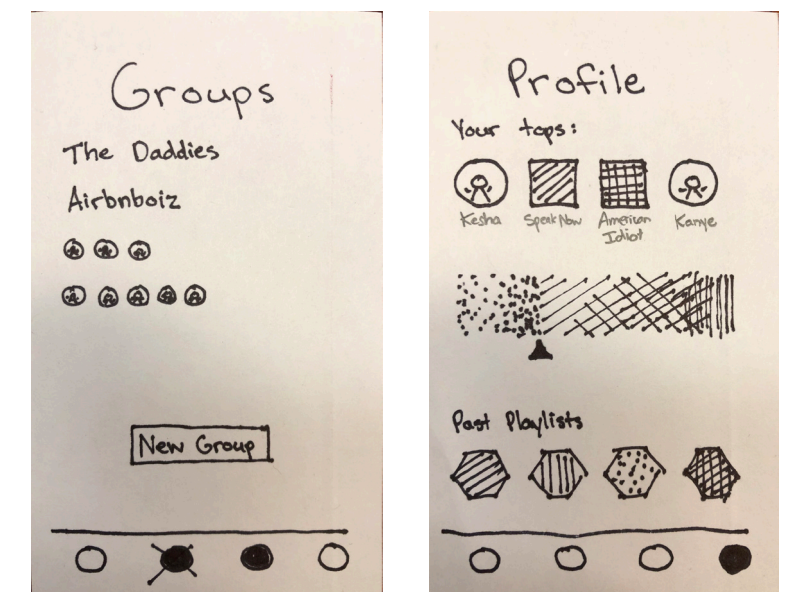 Groups
The Daddies
Airbnboiz
New Group
Profile
Your tops:
Kesha
Speak Now
American
Idiot
Kanye
Past Playlists